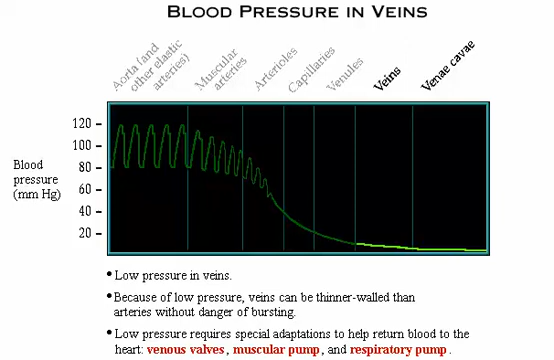 BLOOD PRESSURE IN VEINS
Aorta (and
other elastic
arteries)
Muscular
arteries
Arterioles
Capillaries
Venules
Veins
Venae cavae
Blood
pressure
(mm Hg)
120
100
80
60
40
20
• Low pressure in veins.
• Because of low pressure, veins can be thinner-walled than
arteries without danger of bursting.
• Low pressure requires special adaptations to help return blood to the
heart: venous valves, muscular pump, and respiratory pump.